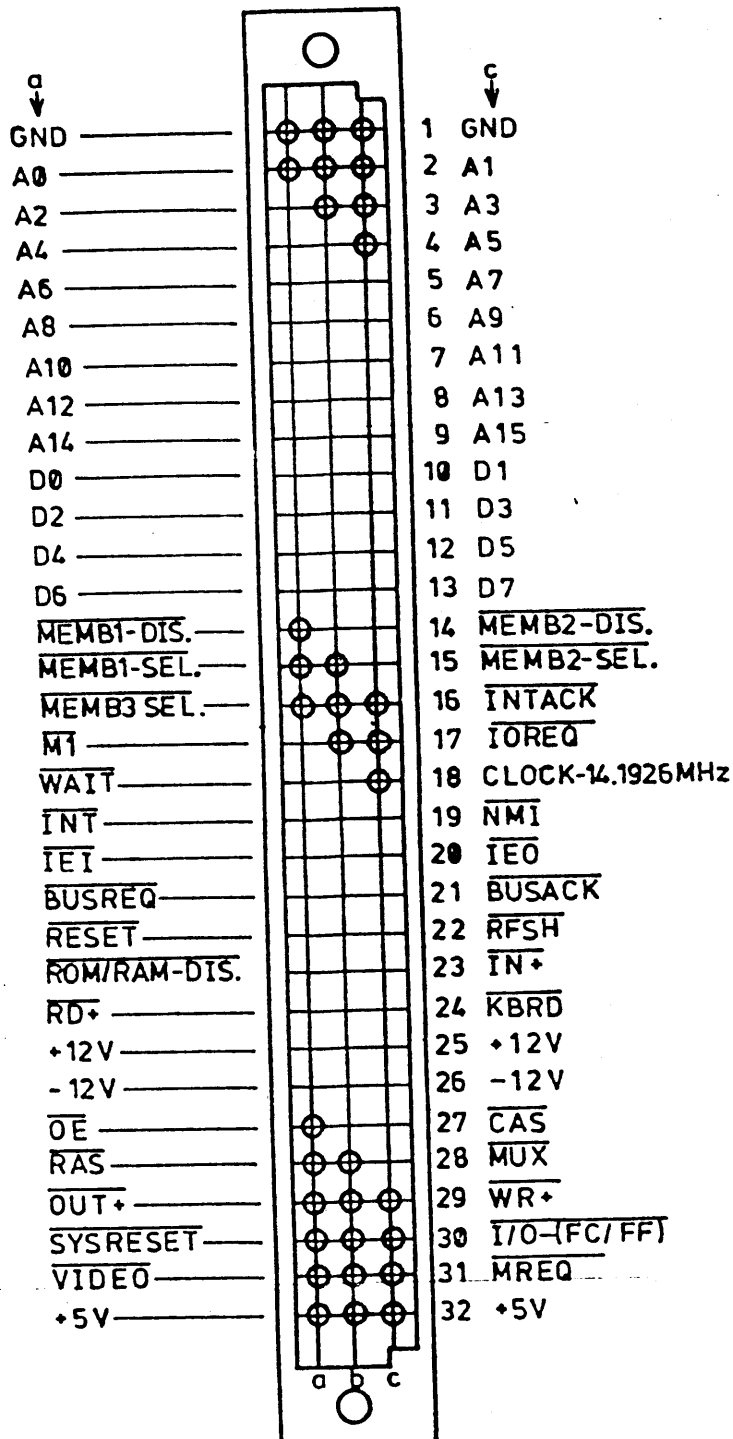 a c
GND 1 GND
A0 2 A1
A2 3 A3
A4 4 A5
A6 5 A7
A8 6 A9
A10 7 A11
A12 8 A13
A14 9 A15
D0 10 D1
D2 11 D3
D4 12 D5
D6 13 D7
MEMB1-DIS. 14 MEMB2-DIS.
MEMB1-SEL. 15 MEMB2-SEL.
MEMB3 SEL. 16 INTACK
M1 17 IOREQ
WAIT 18 CLOCK-14.1926MHz
INT 19 NMI
IEI 20 IEO
BUSREQ 21 BUSACK
RESET 22 RFSH
ROM/RAM-DIS. 23 IN+
RD+ 24 KBRD
+12V 25 +12V
-12V 26 -12V
OE 27 CAS
RAS 28 MUX
OUT+ 29 WR+
SYSRESET 30 I/O-(FC/FF)
VIDEO 31 MREQ
+5V 32 +5V
a b c